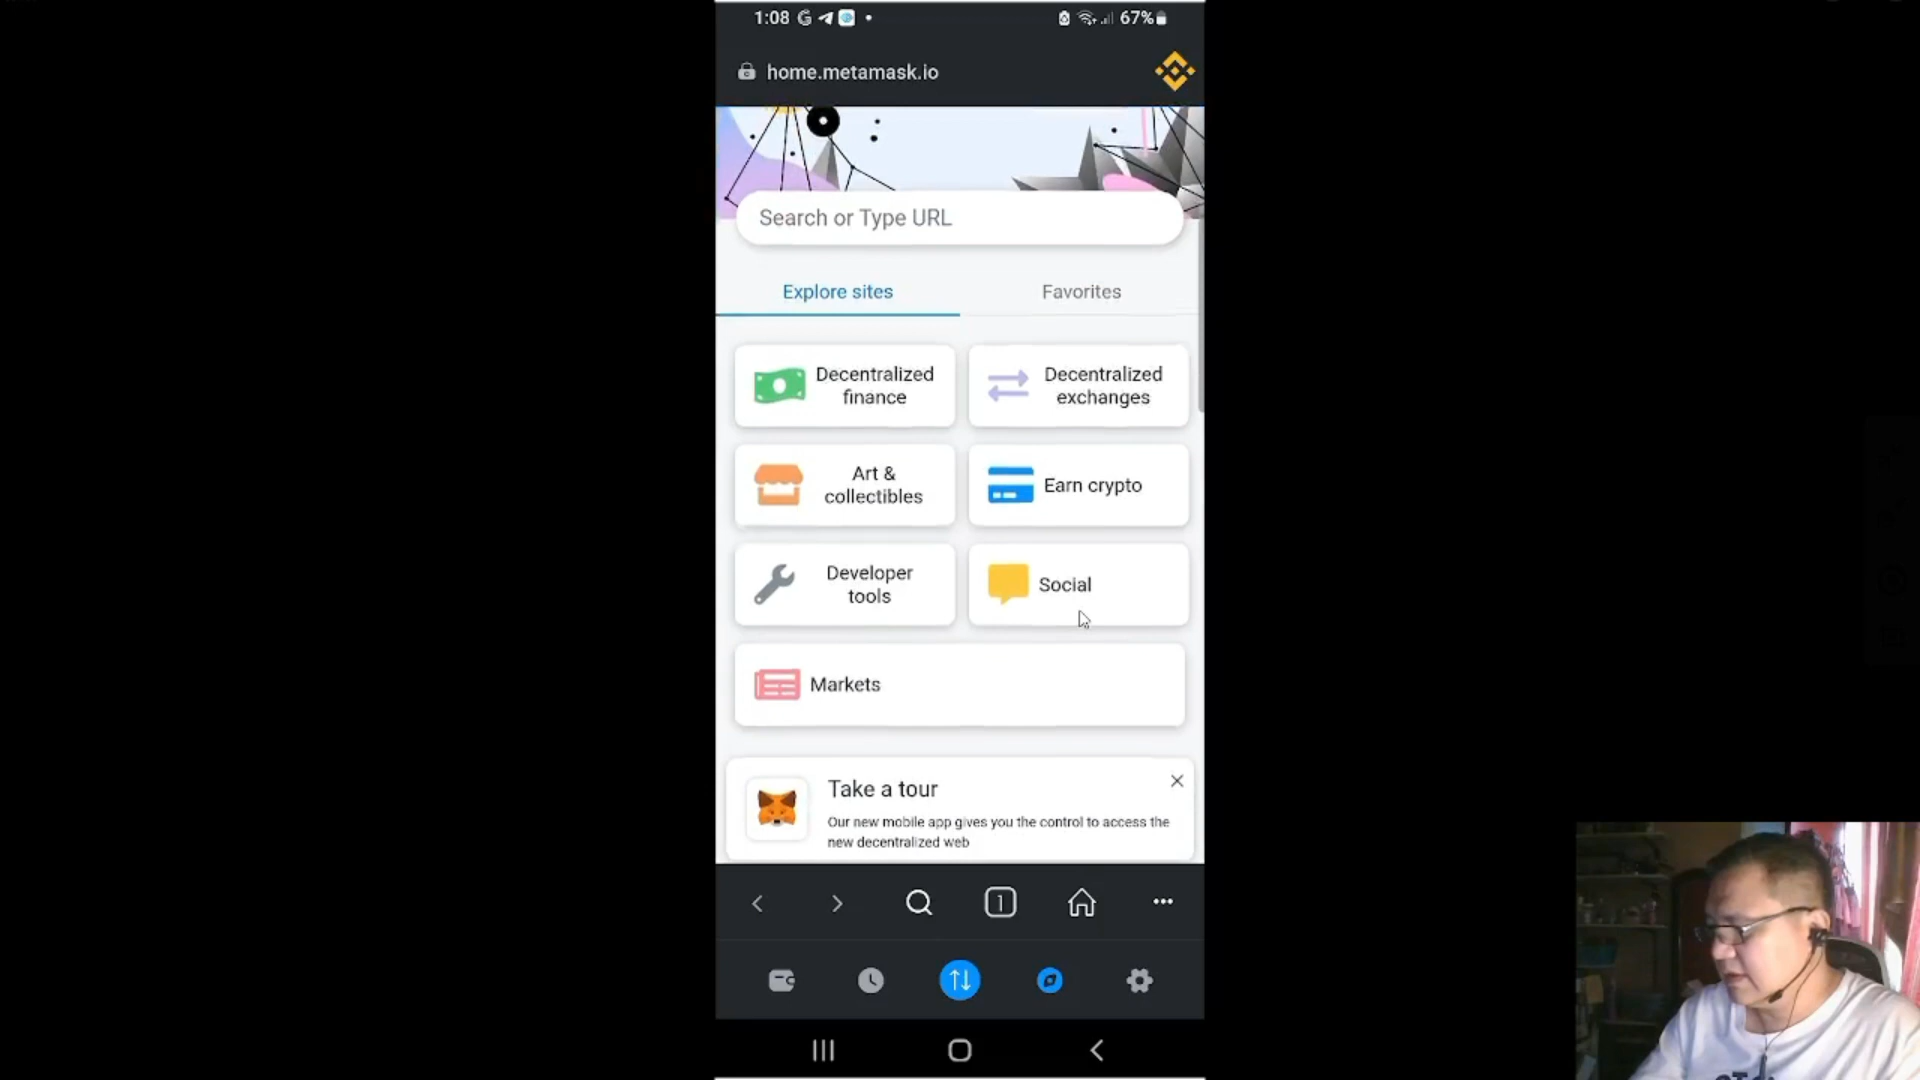 1:08
67%
home.metamask.io
Search or Type URL
Explore sites
Favorites
Decentralized
finance
Decentralized
exchanges
Art &
collectibles
Earn crypto
Developer
tools
Social
Markets
Take a tour
Our new mobile app gives you the control to access the
new decentralized web
1